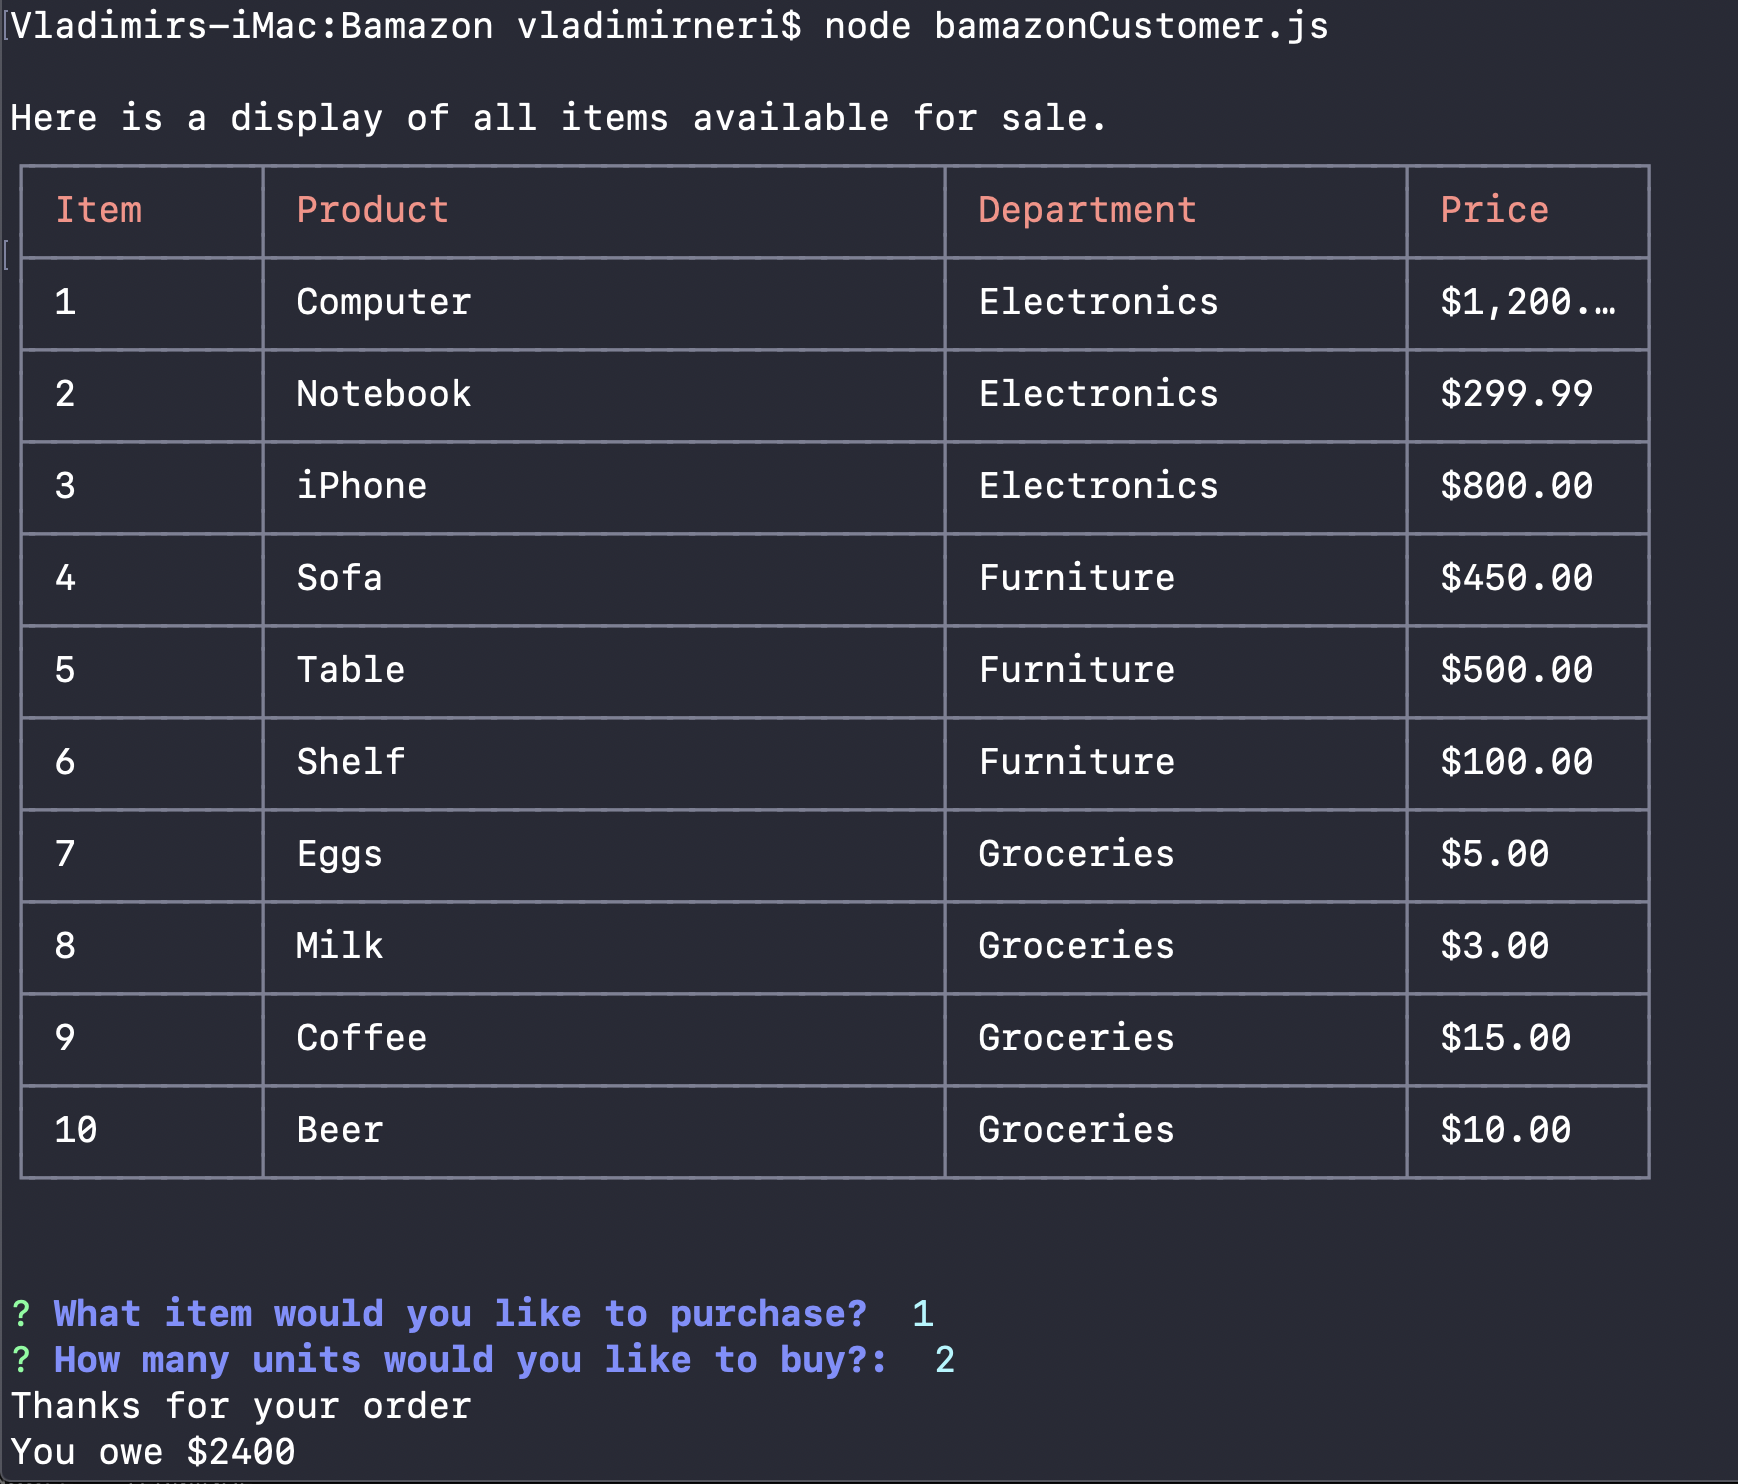 Vladimirs-iMac:Bamazon vladimirneri$ node bamazonCustomer.js
Here is a display of all items available for sale.
Item Product Department Price
1 Computer Electronics $1,200.…
2 Notebook Electronics $299.99
3 iPhone Electronics $800.00
4 Sofa Furniture $450.00
5 Table Furniture $500.00
6 Shelf Furniture $100.00
7 Eggs Groceries $5.00
8 Milk Groceries $3.00
9 Coffee Groceries $15.00
10 Beer Groceries $10.00
? What item would you like to purchase?  1
? How many units would you like to buy?:  2
Thanks for your order
You owe $2400